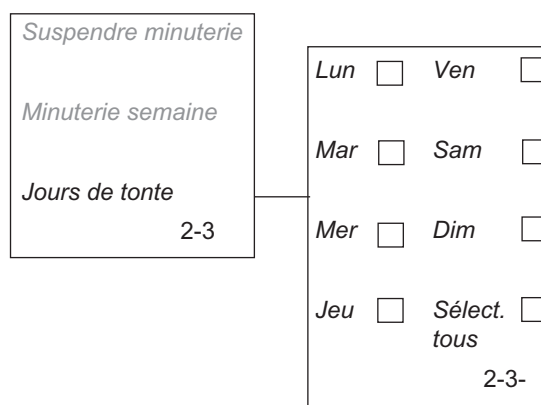 Suspendre minuterie
Minuterie semaine
Jours de tonte
2-3
Lun Ven
Mar Sam
Mer Dim
Jeu Sélect.
tous
2-3-